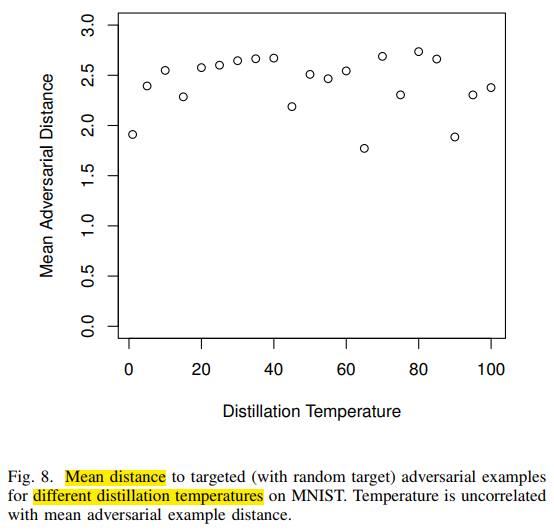 3.0
2.5
2.0
1.5
1.0
0.5
0.0
Mean Adversarial Distance
0 20 40 60 80 100
Distillation Temperature
Fig. 8. Mean distance to targeted (with random target) adversarial examples
for different distillation temperatures on MNIST. Temperature is uncorrelated
with mean adversarial example distance.